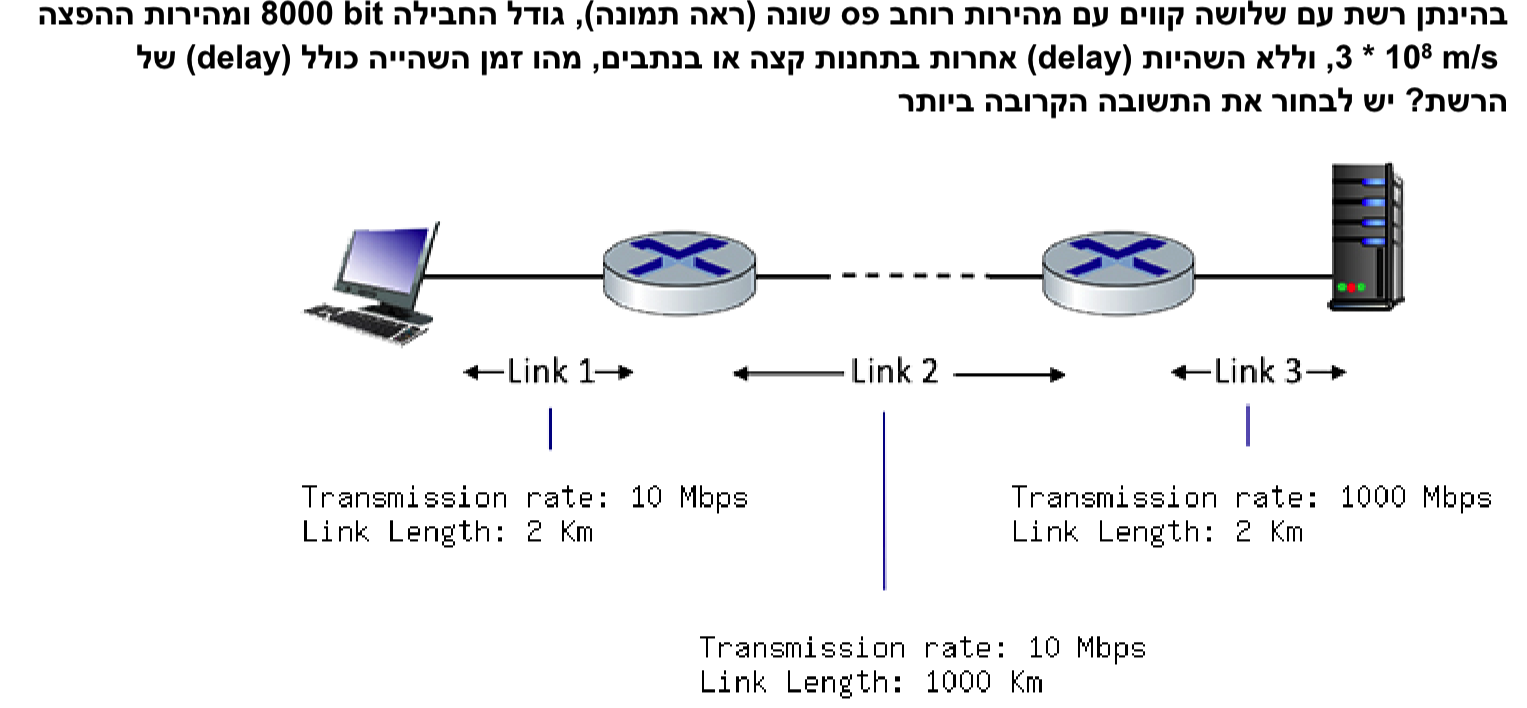 בהינתן רשת עם שלושה קווים עם מהירות רוחב פס שונה (ראה תמונה), גודל החבילה 8000 bit ומהירות ההפצה
3 * 10⁸ m/s, וללא השהיות (delay) אחרות בתחנות קצה או בנתבים, מהו זמן השהייה כולל (delay) של
הרשת? יש לבחור את התשובה הקרובה ביותר
Link 1
Link 2
Link 3
Transmission rate: 10 Mbps
Link Length: 2 Km
Transmission rate: 1000 Mbps
Link Length: 2 Km
Transmission rate: 10 Mbps
Link Length: 1000 Km